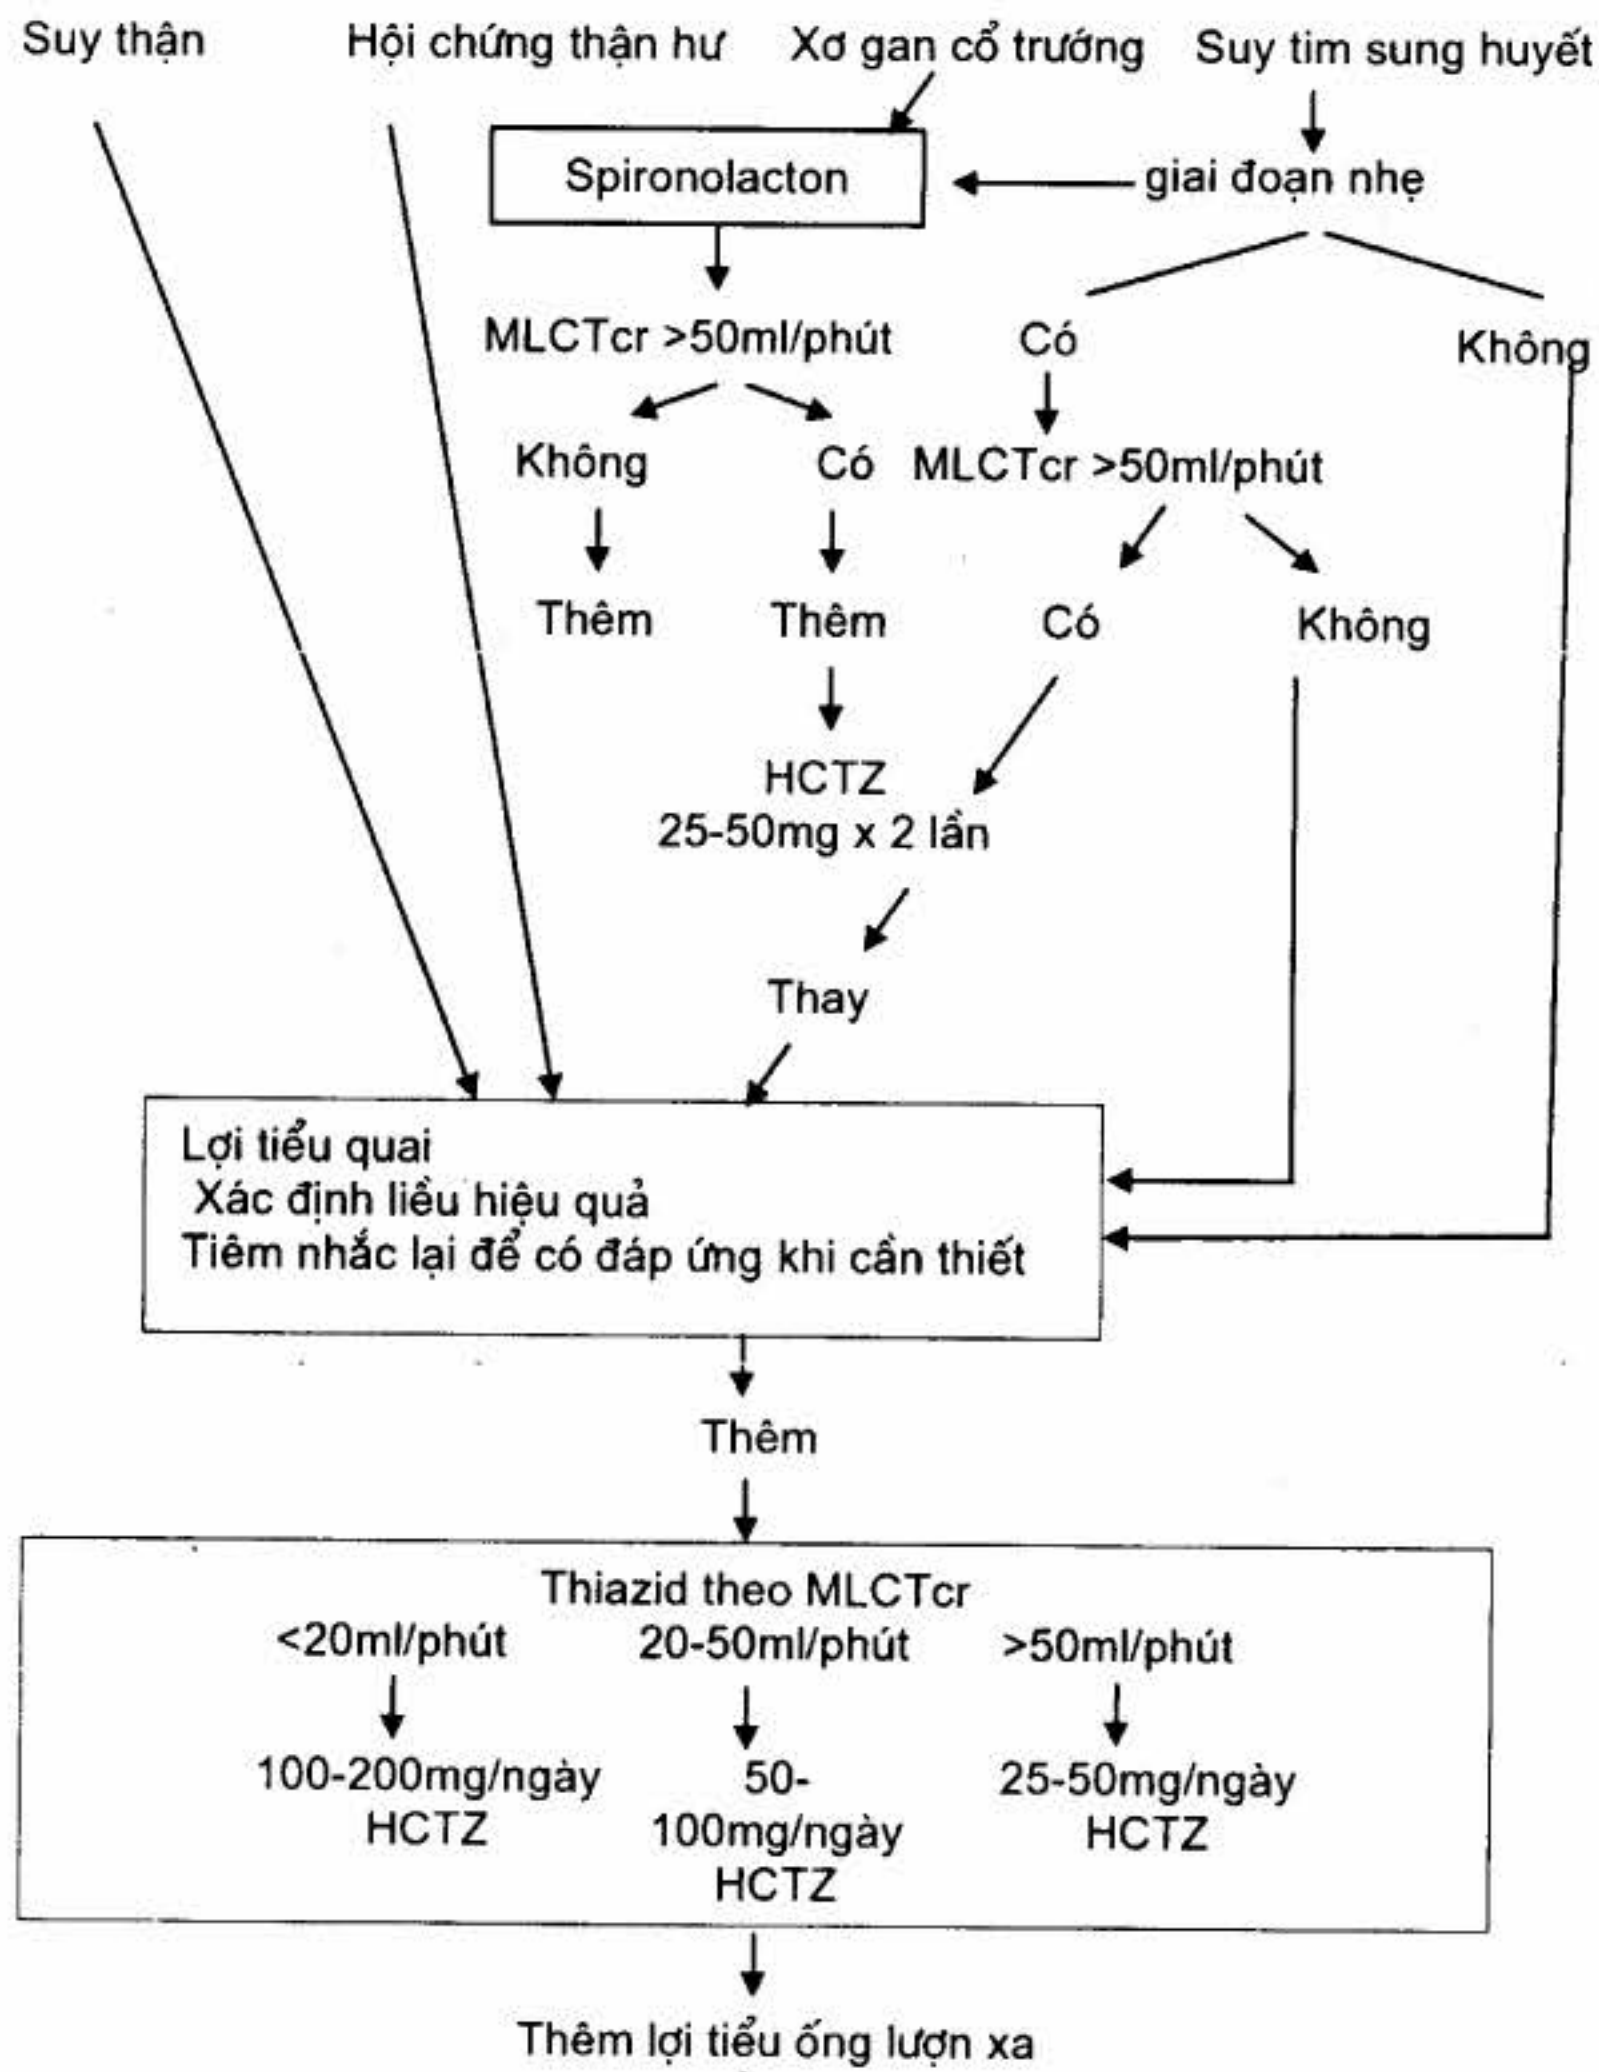 Suy thận
Hội chứng thận hư
Xơ gan cổ trướng
Suy tim sung huyết
Spironolacton
giai đoạn nhẹ
MLCTcr >50ml/phút
Có
Không
Không
Có
MLCTcr >50ml/phút
Thêm
Thêm
Có
Không
HCTZ
25-50mg x 2 lần
Thay
Lợi tiểu quai
Xác định liều hiệu quả
Tiêm nhắc lại để có đáp ứng khi cần thiết
Thêm
Thiazid theo MLCTcr
<20ml/phút
20-50ml/phút
>50ml/phút
100-200mg/ngày
HCTZ
50-
100mg/ngày
HCTZ
25-50mg/ngày
HCTZ
Thêm lợi tiểu ống lượn xa